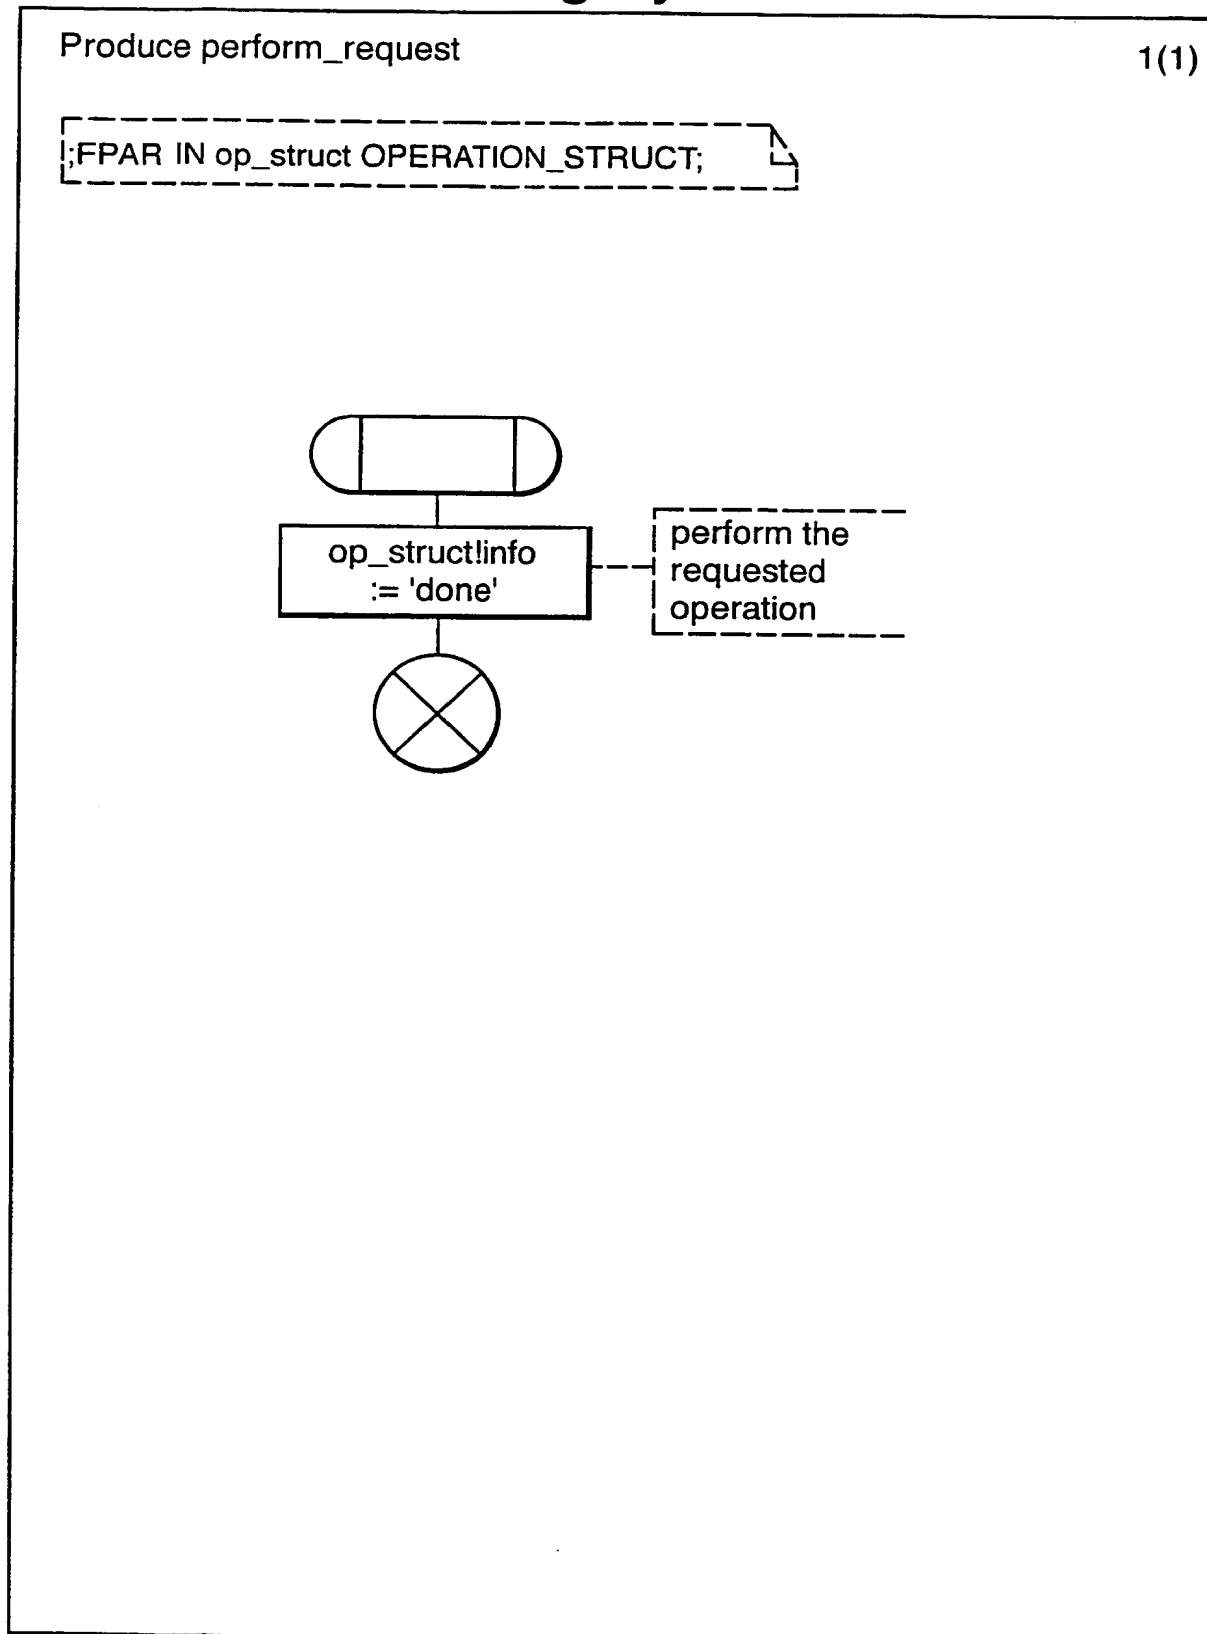 Produce perform_request
1(1)
;FPAR IN op_struct OPERATION_STRUCT;
op_struct!info
:= 'done'
perform the
requested
operation